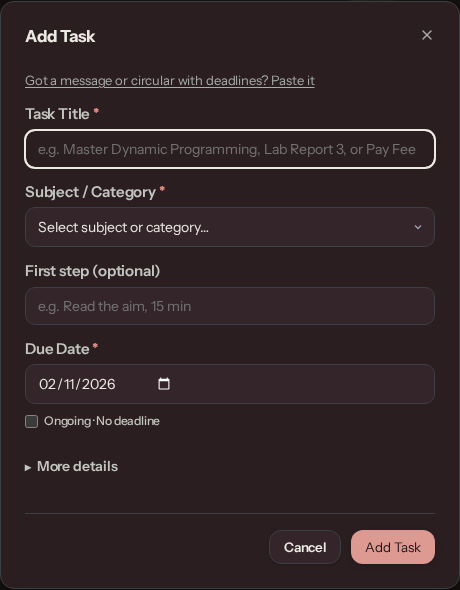 Add Task
Got a message or circular with deadlines? Paste it
Task Title *
e.g. Master Dynamic Programming, Lab Report 3, or Pay Fee
Subject / Category *
Select subject or category...
First step (optional)
e.g. Read the aim, 15 min
Due Date *
02/11/2026
Ongoing · No deadline
More details
Cancel
Add Task